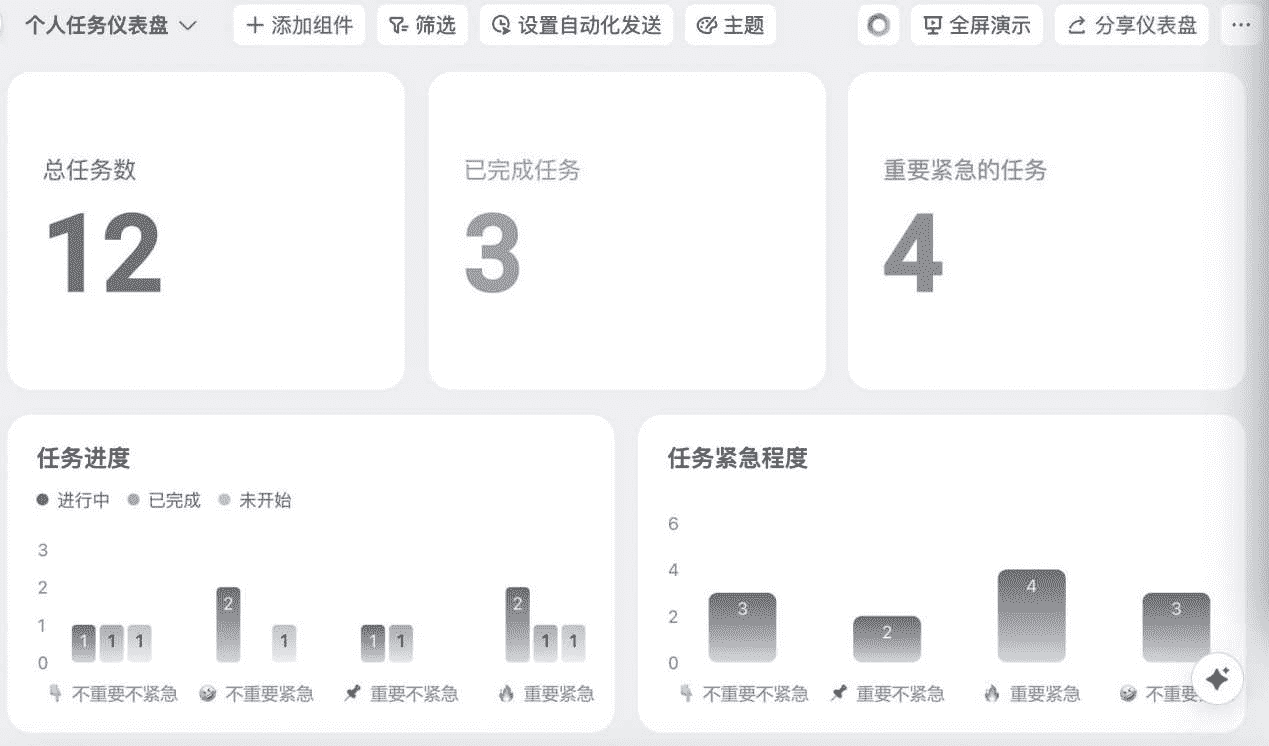 个人任务仪表盘 添加组件 筛选 设置自动化发送 主题 全屏演示 分享仪表盘 ...
总任务数 已完成任务 重要紧急的任务
12 3 4
任务进度
进行中 已完成 未开始
3
2
1
0
1 1 1 2 1 1 1 2 1 1
不重要不紧急 不重要紧急 重要不紧急 重要紧急
任务紧急程度
6
4
2
0
3 2 4 3
不重要不紧急 重要不紧急 重要紧急 不重要